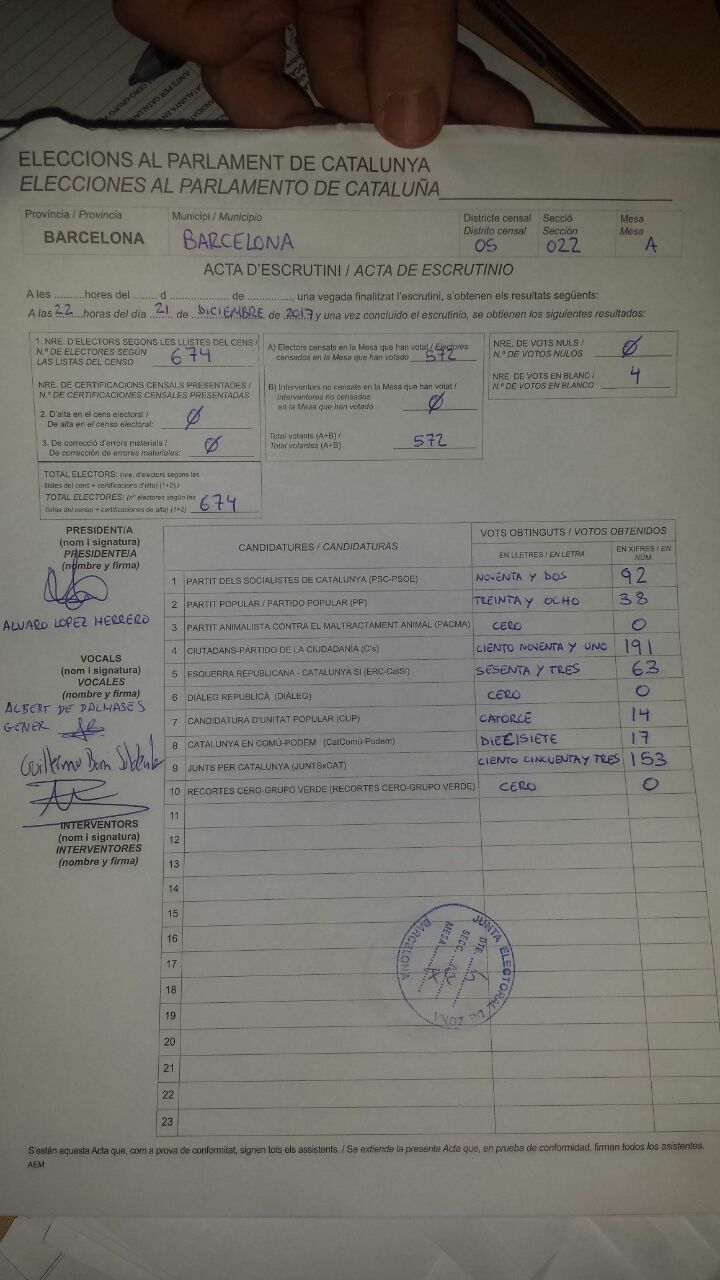 ELECCIONS AL PARLAMENT DE CATALUNYA
ELECCIONES AL PARLAMENTO DE CATALUÑA
Província / Provincia
BARCELONA
Municipi / Municipio
BARCELONA
Districte censal
Distrito censal
05
Secció
Sección
022
Mesa
Mesa
A
ACTA D'ESCRUTINI / ACTA DE ESCRUTINIO
A les ..........hores del ........ d .................... de ..............., una vegada finalitzat l'escrutini, s'obtenen els resultats següents:
A las 22 horas del día 21 de DICIEMBRE de 2017 y una vez concluido el escrutinio, se obtienen los siguientes resultados:
1. NRE. D'ELECTORS SEGONS LES LLISTES DEL CENS /
N.º DE ELECTORES SEGÚN
LAS LISTAS DEL CENSO 674
NRE. DE CERTIFICACIONS CENSALS PRESENTADES /
N.º DE CERTIFICACIONES CENSALES PRESENTADAS
2. D'alta en el cens electoral /
De alta en el censo electoral: Ø
3. De correcció d'errors materials /
De corrección de errores materiales: Ø
TOTAL ELECTORS: (nre. d'electors segons les
llistes del cens + certificacions d'alta) (1+2) /
TOTAL ELECTORES: (nº electores según las
listas del censo + certificaciones de alta) (1+2) 674
A) Electors censats en la Mesa que han votat / Electores
censados en la Mesa que han votado 572
B) Interventors no censats en la Mesa que han votat /
Interventores no censados
en la Mesa que han votado Ø
Total votants (A+B) /
Total votantes (A+B) 572
NRE. DE VOTS NULS /
N.º DE VOTOS NULOS Ø
NRE. DE VOTS EN BLANC /
N.º DE VOTOS EN BLANCO 4
PRESIDENT/A
(nom i signatura)
PRESIDENTE/A
(nombre y firma)
ALVARO LOPEZ HERRERO
VOCALS
(nom i signatura)
VOCALES
(nombre y firma)
ALBERT DE DALMASES
GENER
Guillermo
INTERVENTORS
(nom i signatura)
INTERVENTORES
(nombre y firma)
CANDIDATURES / CANDIDATURAS
VOTS OBTINGUTS / VOTOS OBTENIDOS
EN LLETRES / EN LETRA
EN XIFRES / EN NÚM.
1 PARTIT DELS SOCIALISTES DE CATALUNYA (PSC-PSOE) NOVENTA Y DOS 92
2 PARTIT POPULAR / PARTIDO POPULAR (PP) TREINTA Y OCHO 38
3 PARTIT ANIMALISTA CONTRA EL MALTRACTAMENT ANIMAL (PACMA) CERO 0
4 CIUTADANS-PARTIDO DE LA CIUDADANÍA (C's) CIENTO NOVENTA Y UNO 191
5 ESQUERRA REPUBLICANA - CATALUNYA SÍ (ERC-CatSí) SESENTA Y TRES 63
6 DIÀLEG REPUBLICÀ (DIÀLEG) CERO 0
7 CANDIDATURA D'UNITAT POPULAR (CUP) CATORCE 14
8 CATALUNYA EN COMÚ-PODEM (CatComú-Podem) DIECISIETE 17
9 JUNTS PER CATALUNYA (JUNTSxCAT) CIENTO CINCUENTA Y TRES 153
10 RECORTES CERO-GRUPO VERDE (RECORTES CERO-GRUPO VERDE) CERO 0
11
12
13
14
15
16
17
18
19
20
21
22
23
JUNTA ELECTORAL DE ZONA
BARCELONA
DTE. 5
SECC. 22
MESA A
S'estén aquesta Acta que, com a prova de conformitat, signen tots els assistents. / Se extiende la presente Acta que, en prueba de conformidad, firman todos los asistentes.
AEM